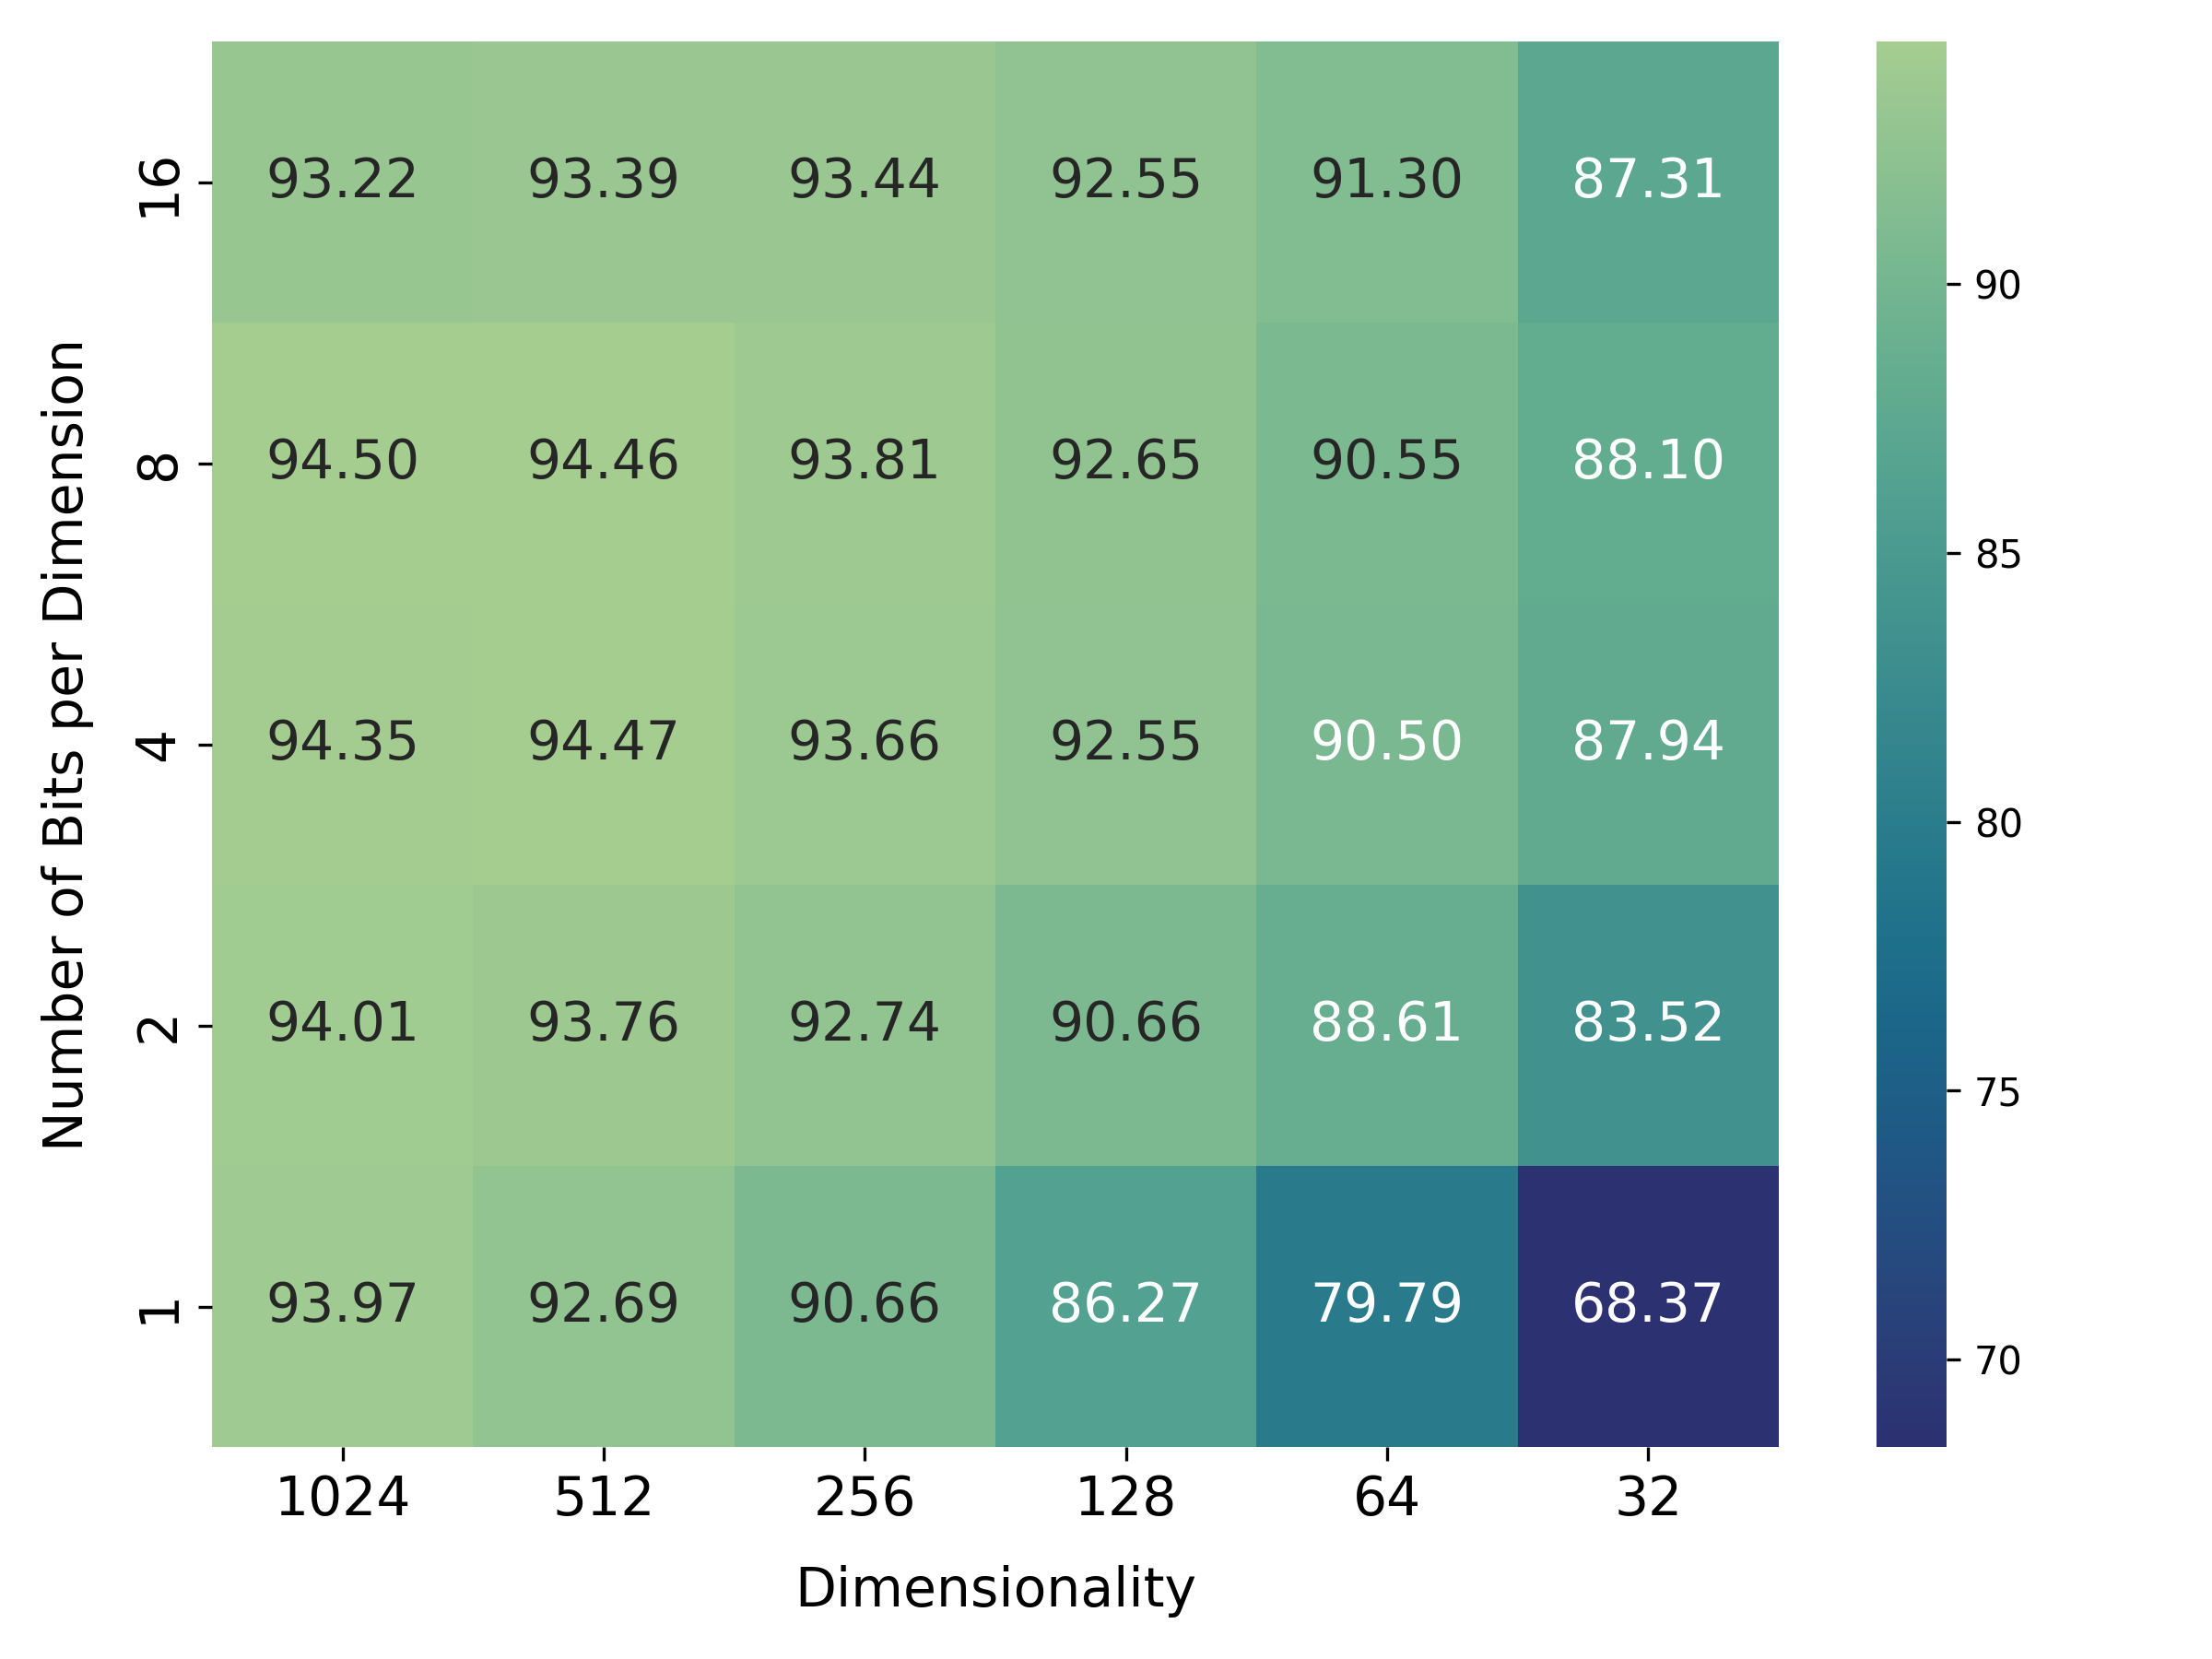 16 93.22 93.39 93.44 92.55 91.30 87.31
8 94.50 94.46 93.81 92.65 90.55 88.10
4 94.35 94.47 93.66 92.55 90.50 87.94
2 94.01 93.76 92.74 90.66 88.61 83.52
1 93.97 92.69 90.66 86.27 79.79 68.37
1024 512 256 128 64 32
Dimensionality
Number of Bits per Dimension
90
85
80
75
70